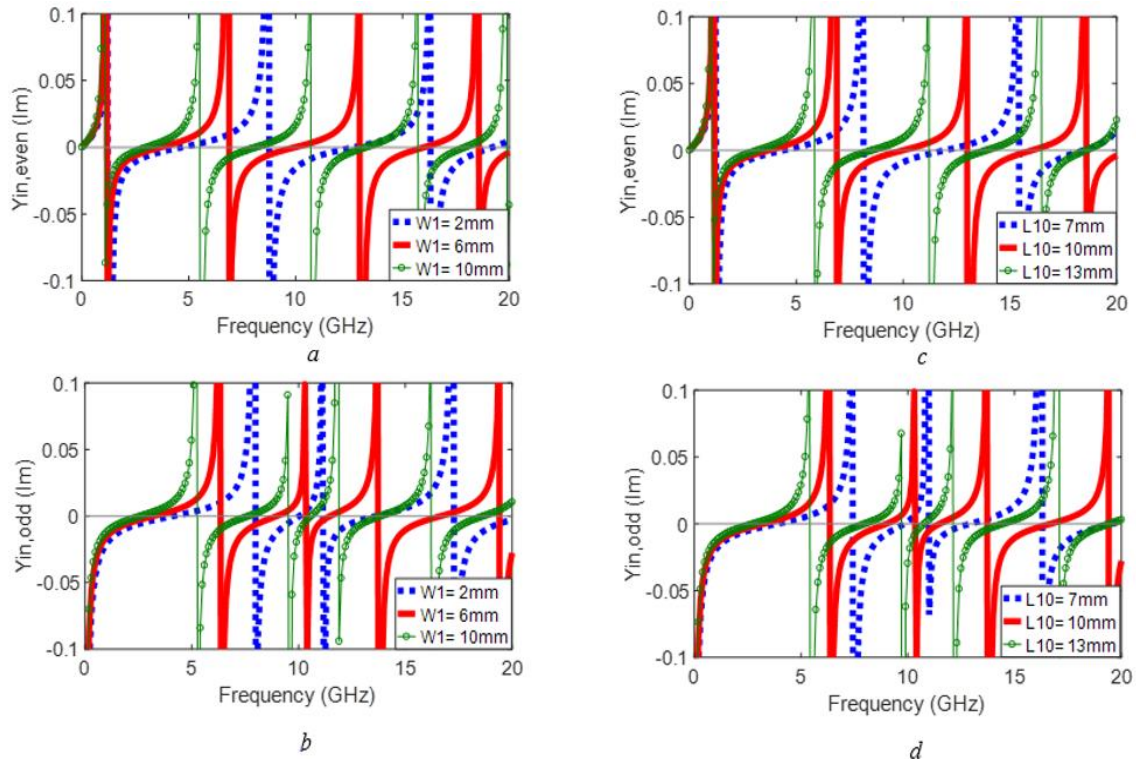 0.1
0.05
0
-0.05
-0.1
Yin,even (Im)
W1= 2mm
W1= 6mm
W1= 10mm
0 5 10 15 20
Frequency (GHz)
a
0.1
0.05
0
-0.05
-0.1
Yin,even (Im)
L10= 7mm
L10= 10mm
L10= 13mm
0 5 10 15 20
Frequency (GHz)
c
0.1
0.05
0
-0.05
-0.1
Yin,odd (Im)
W1= 2mm
W1= 6mm
W1= 10mm
0 5 10 15 20
Frequency (GHz)
b
0.1
0.05
0
-0.05
-0.1
Yin,odd (Im)
L10= 7mm
L10= 10mm
L10= 13mm
0 5 10 15 20
Frequency (GHz)
d